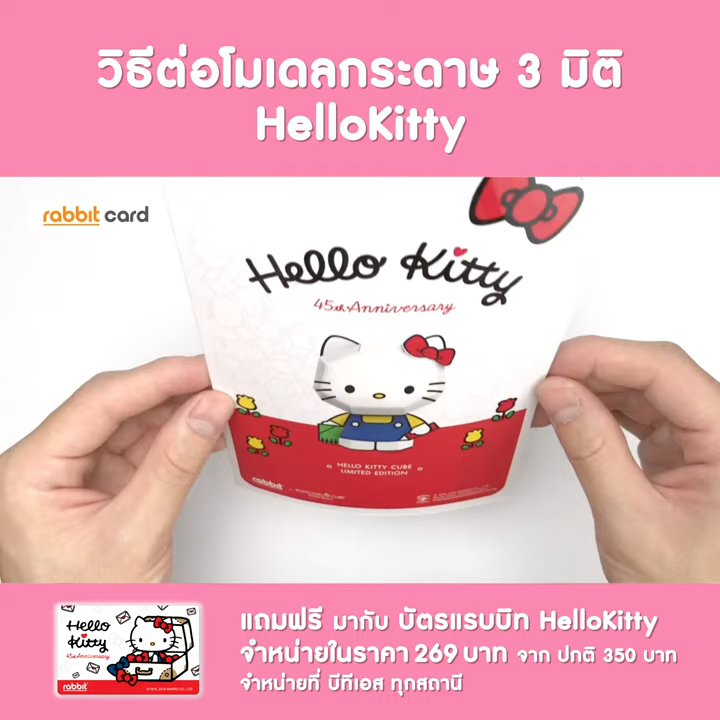 วิธีต่อโมเดลกระดาษ 3 มิติ
HelloKitty
rabbit card
Hello Kitty
45th Anniversary
HELLO KITTY CUBE
LIMITED EDITION
rabbit
Hello
Kitty
45th Anniversary
rabbit
แถมฟรี มากับ บัตรแรบบิท HelloKitty
จำหน่ายในราคา 269 บาท จาก ปกติ 350 บาท
จำหน่ายที่ บีทีเอส ทุกสถานี